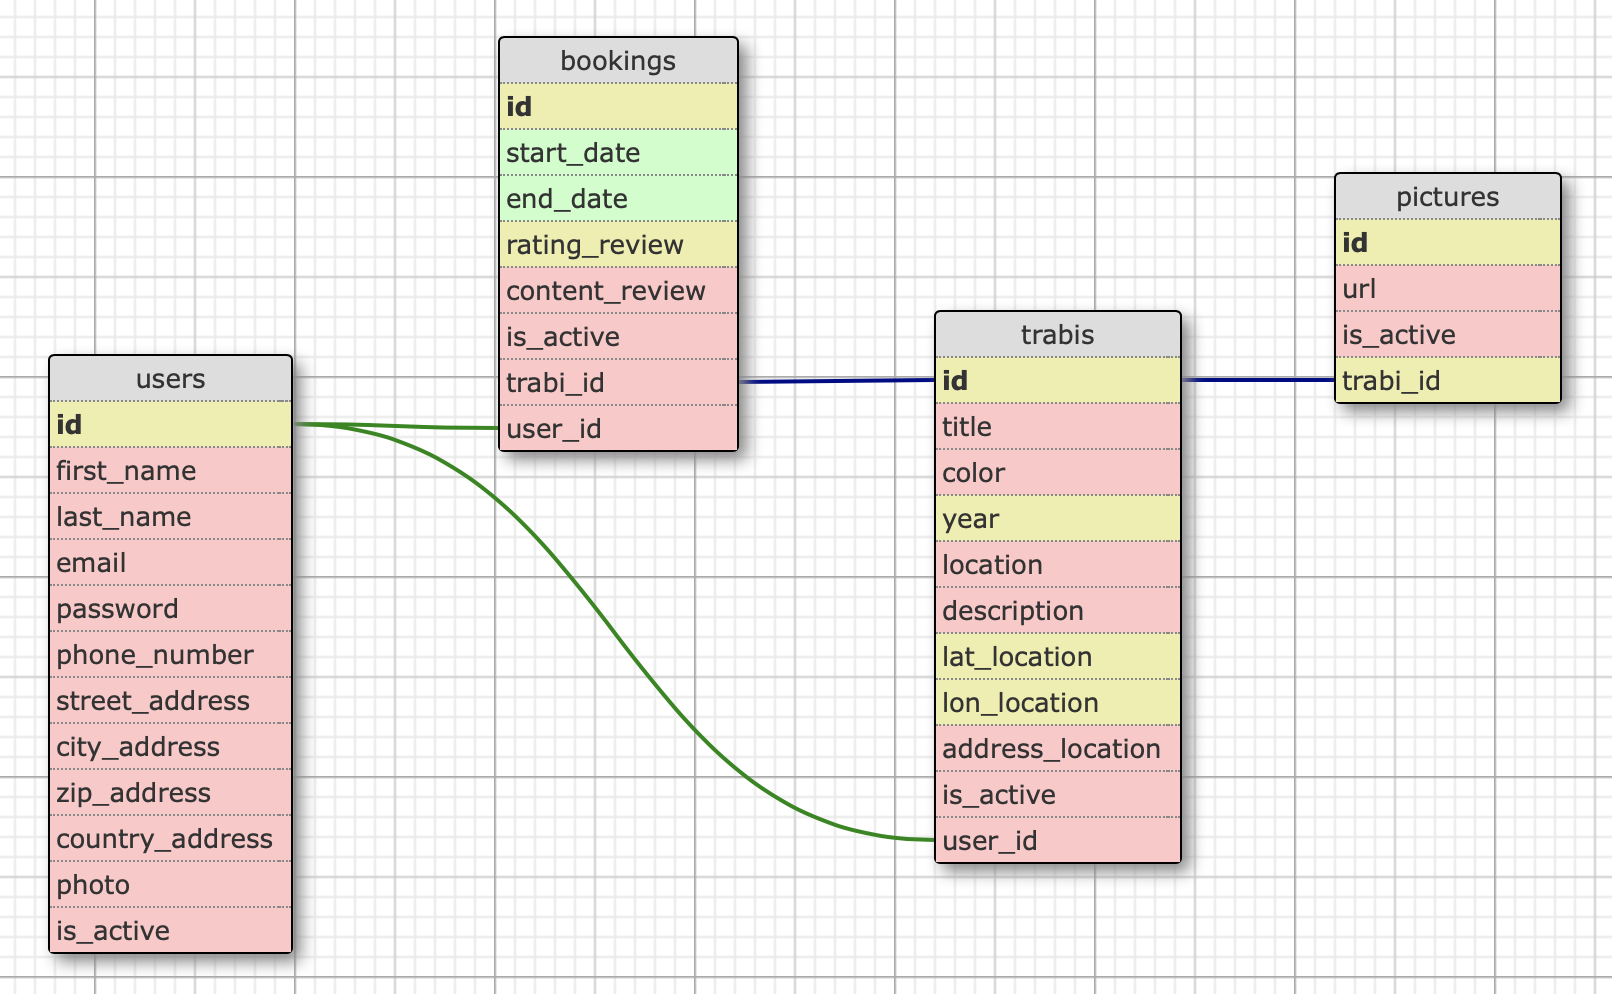 bookings
id
start_date
end_date
rating_review
content_review
is_active
trabi_id
user_id
pictures
id
url
is_active
trabi_id
trabis
id
title
color
year
location
description
lat_location
lon_location
address_location
is_active
user_id
users
id
first_name
last_name
email
password
phone_number
street_address
city_address
zip_address
country_address
photo
is_active